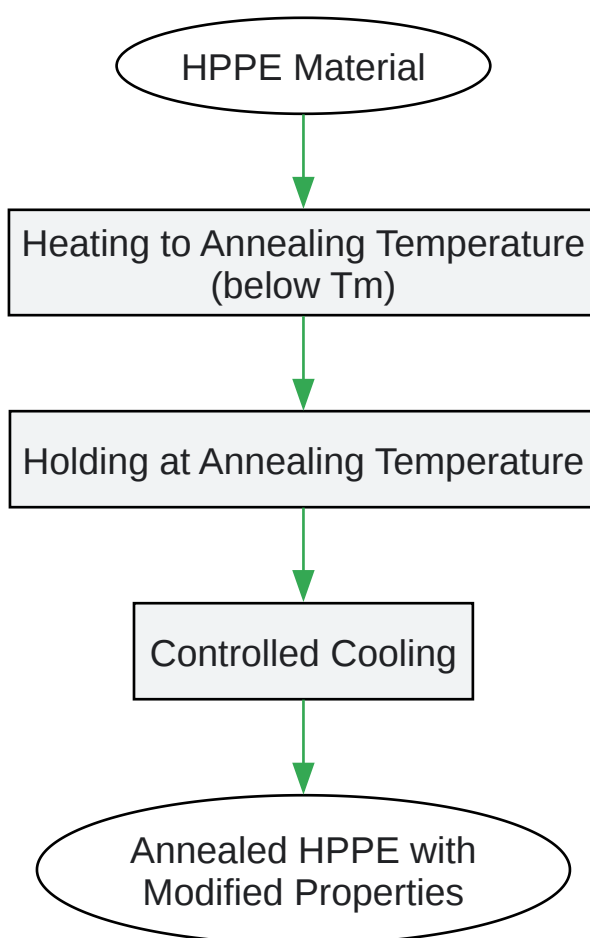 HPPE Material
Heating to Annealing Temperature
(below Tm)
Holding at Annealing Temperature
Controlled Cooling
Annealed HPPE with
Modified Properties